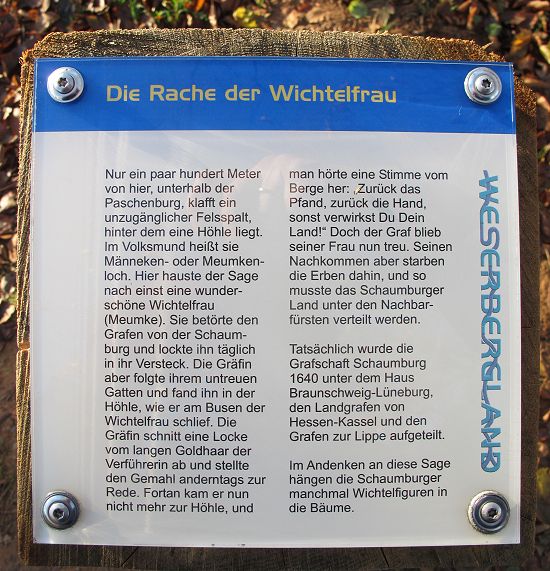 Die Rache der Wichtelfrau
Nur ein paar hundert Meter
von hier, unterhalb der
Paschenburg, klafft ein
unzugänglicher Felsspalt,
hinter dem eine Höhle liegt.
Im Volksmund heißt sie
Männeken- oder Meumken-
loch. Hier hauste der Sage
nach einst eine wunder-
schöne Wichtelfrau
(Meumke). Sie betörte den
Grafen von der Schaum-
burg und lockte ihn täglich
in ihr Versteck. Die Gräfin
aber folgte ihrem untreuen
Gatten und fand ihn in der
Höhle, wie er am Busen der
Wichtelfrau schlief. Die
Gräfin schnitt eine Locke
vom langen Goldhaar der
Verführerin ab und stellte
den Gemahl anderntags zur
Rede. Fortan kam er nun
nicht mehr zur Höhle, und
man hörte eine Stimme vom
Berge her: „Zurück das
Pfand, zurück die Hand,
sonst verwirkst Du Dein
Land!“ Doch der Graf blieb
seiner Frau nun treu. Seinen
Nachkommen aber starben
die Erben dahin, und so
musste das Schaumburger
Land unter den Nachbar-
fürsten verteilt werden.
Tatsächlich wurde die
Grafschaft Schaumburg
1640 unter dem Haus
Braunschweig-Lüneburg,
den Landgrafen von
Hessen-Kassel und den
Grafen zur Lippe aufgeteilt.
Im Andenken an diese Sage
hängen die Schaumburger
manchmal Wichtelfiguren in
die Bäume.
WESERBERGLAND